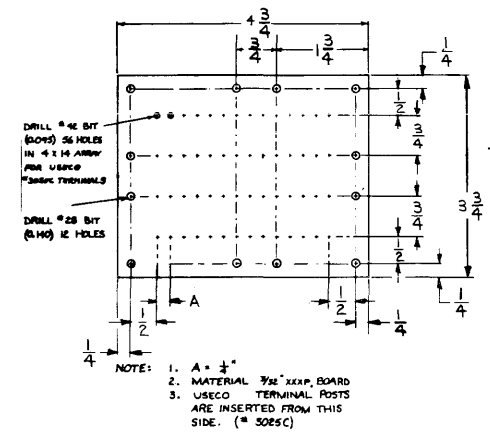 4 3/4
3/4
1 3/4
1/4
1/2
DRILL #42 BIT
(0.093) 56 HOLES
IN 4 X 14 ARRAY
FOR USECO
TERMINALS
3/4
3/4
3 3/4
DRILL #28 BIT
(0.140) 12 HOLES
1/2
A
1/2
1/2
1/4
1/4
1/4
NOTE: 1. A = 1/4"
2. MATERIAL 3/32" XXXP, BOARD
3. USECO TERMINAL POSTS
ARE INSERTED FROM THIS
SIDE. (# 3025C)